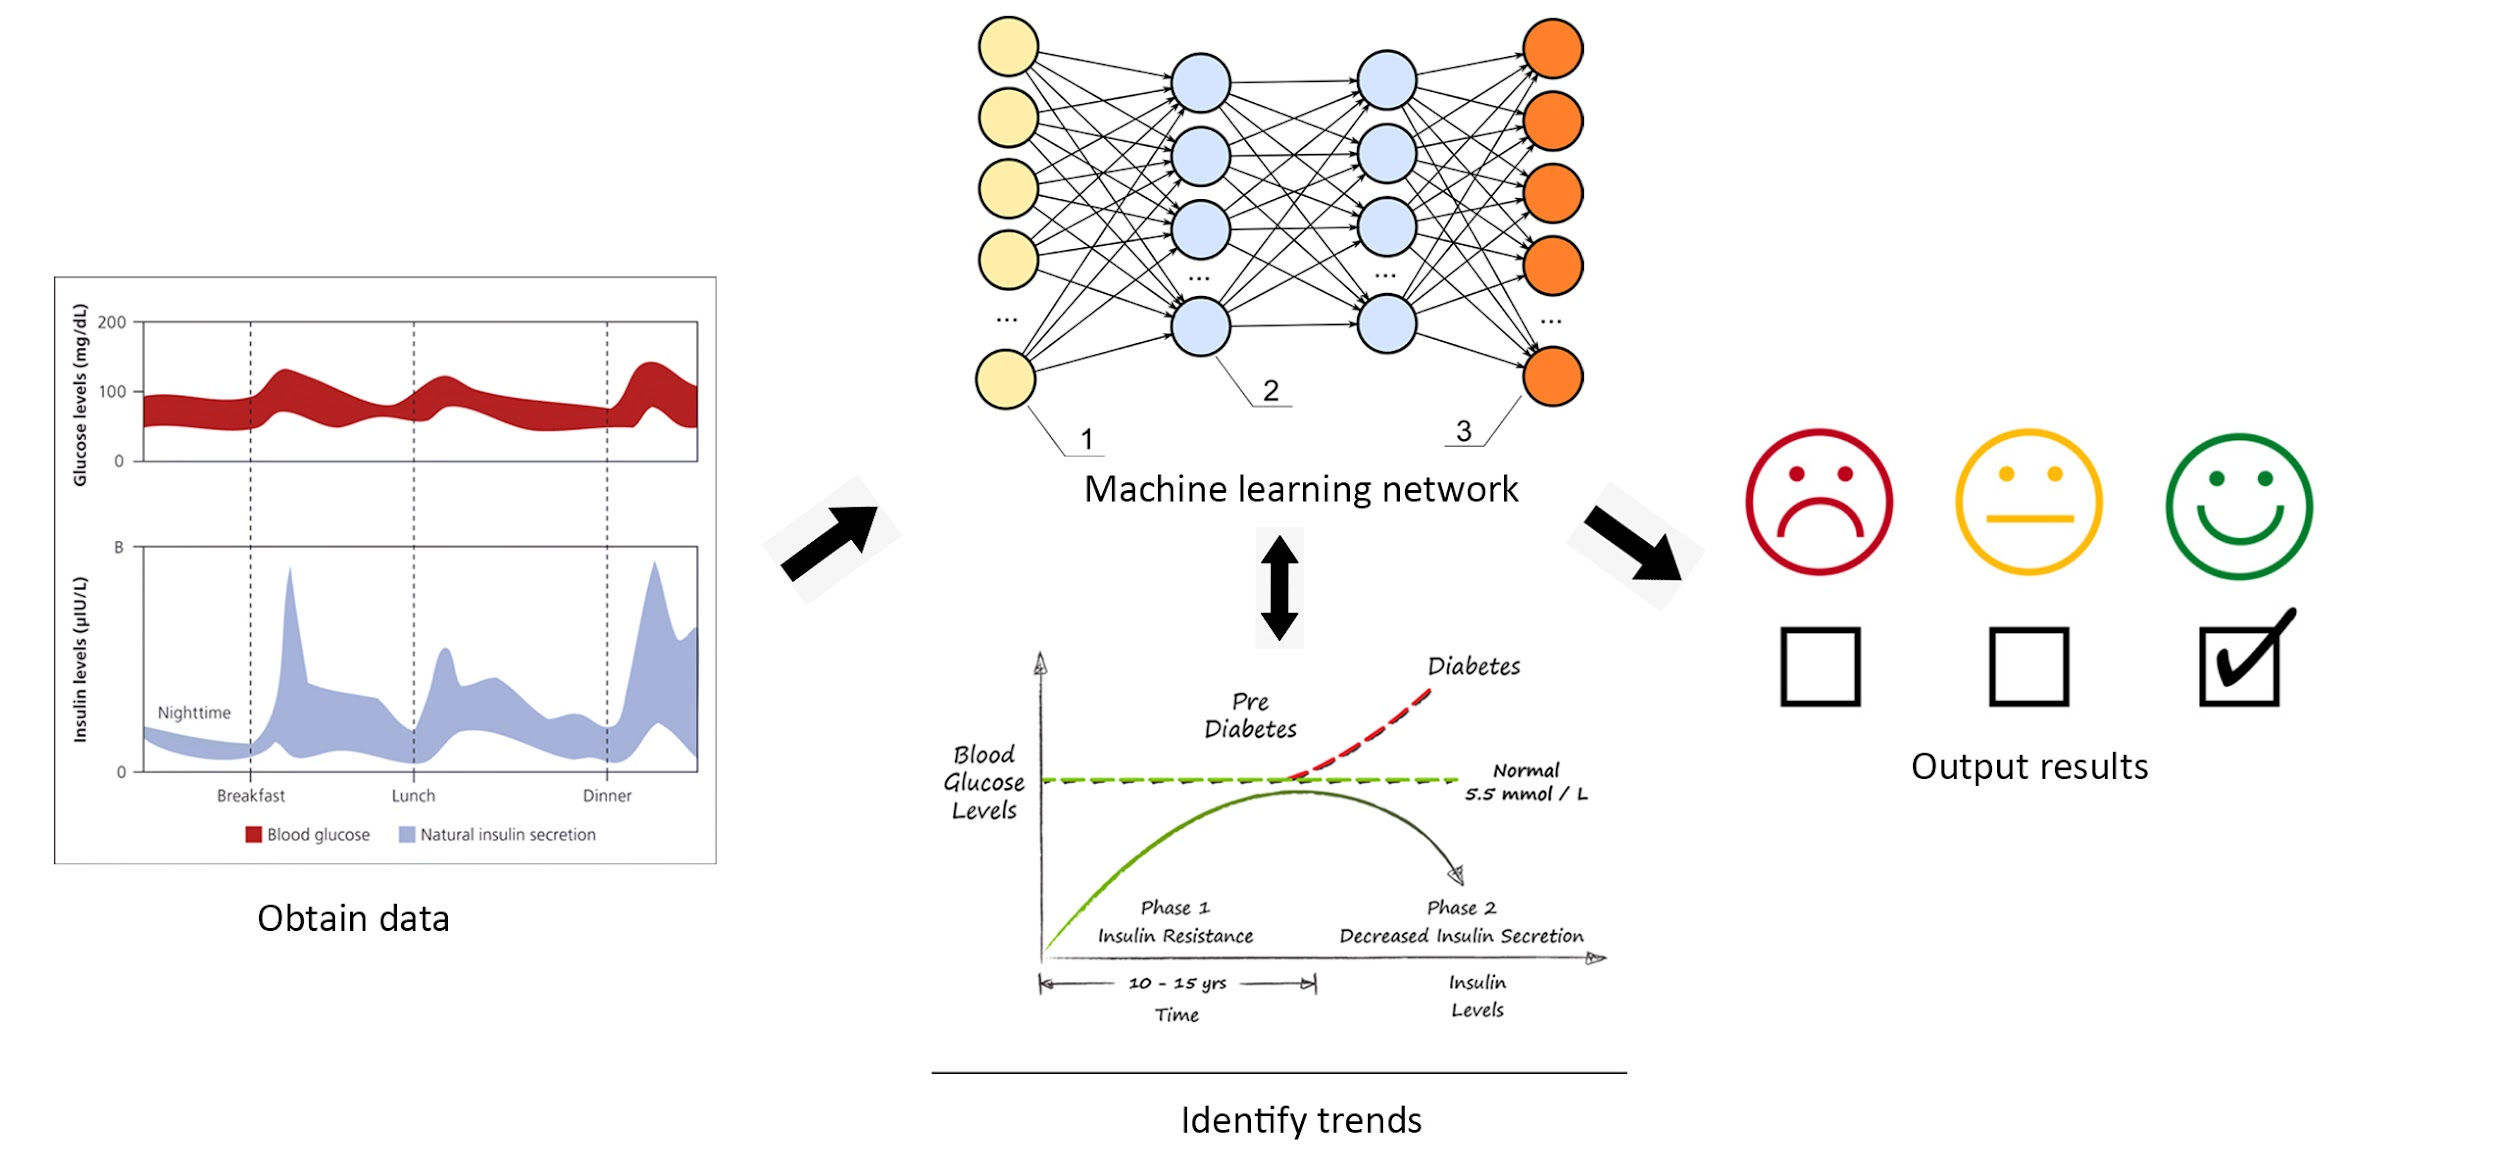 Glucose levels (mg/dL)
200
100
0
Insulin levels (µIU/L)
B
0
Nighttime
Breakfast Lunch Dinner
Blood glucose Natural insulin secretion
Obtain data
...
...
...
...
1
2
3
Machine learning network
Diabetes
Pre
Diabetes
Blood
Glucose
Levels
Normal
5.5 mmol / L
Phase 1
Insulin Resistance
Phase 2
Decreased Insulin Secretion
10 - 15 yrs
Time
Insulin
Levels
Identify trends
Output results